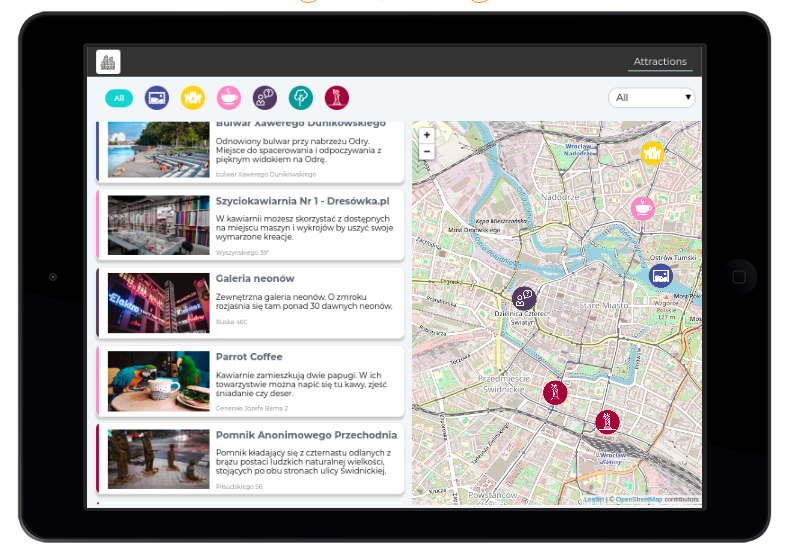 Attractions
All
All
Bulwar Xawerego Dunikowskiego
Odnowiony bulwar przy nabrzeżu Odry.
Miejsce do spacerowania i odpoczywania z
pięknym widokiem na Odrę.
bulwar Xawerego Dunikowskiego
Szyciokawiarnia Nr 1 - Dresówka.pl
W kawiarni możesz skorzystać z dostępnych
na miejscu maszyn i wykrojów by uszyć swoje
wymarzone kreacje.
Wyszyńskiego 39"
Galeria neonów
Zewnętrzna galeria neonów. O zmroku
rozjaśnia się tam ponad 30 dawnych neonów.
Ruska 46C
Elektro
Parrot Coffee
Kawiarnie zamieszkują dwie papugi. W ich
towarzystwie można napić się tu kawy, zjeść
śniadanie czy deser.
Generała Józefa Bema 2
Pomnik Anonimowego Przechodnia
Pomnik kładający się z czternastu odlanych z
brązu postaci ludzkich naturalnej wielkości,
stojących po obu stronach ulicy Świdnickiej,
Piłsudskiego 56
+
−
Wrocław
Nadodrze
Nadodrze
Kępa Mieszczańska
Ostrów Tumski
Stare Miasto
Dzielnica Czterech
Świątyń
Wzgórze
Polskie
127 m
Przedmieście
Świdnickie
Wrocław
Powstańców
Leaflet | © OpenStreetMap contributors